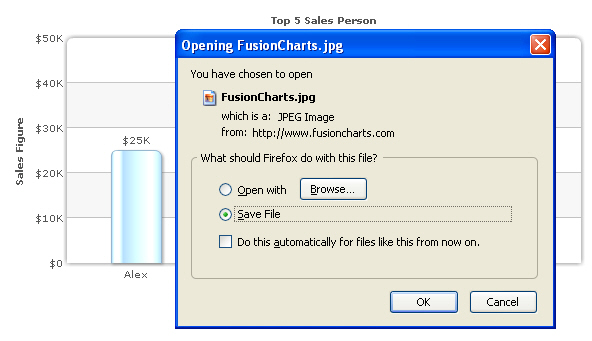 Top 5 Sales Person
$50K
$40K
$30K
$20K
$10K
$0
Sales Figure
$25K
Alex
Opening FusionCharts.jpg
You have chosen to open
FusionCharts.jpg
which is a: JPEG Image
from: http://www.fusioncharts.com
What should Firefox do with this file?
Open with Browse...
Save File
Do this automatically for files like this from now on.
OK Cancel